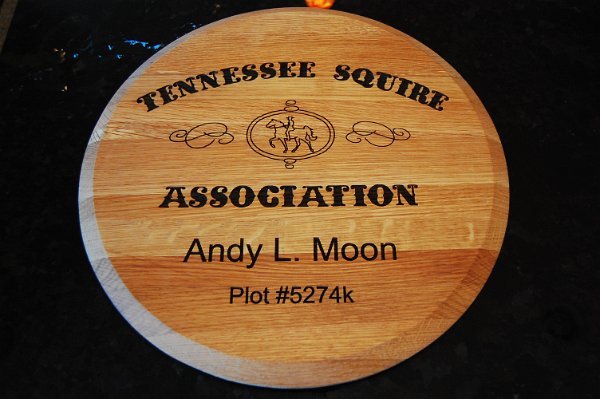 TENNESSEE SQUIRE
ASSOCIATION
Andy L. Moon
Plot #5274k